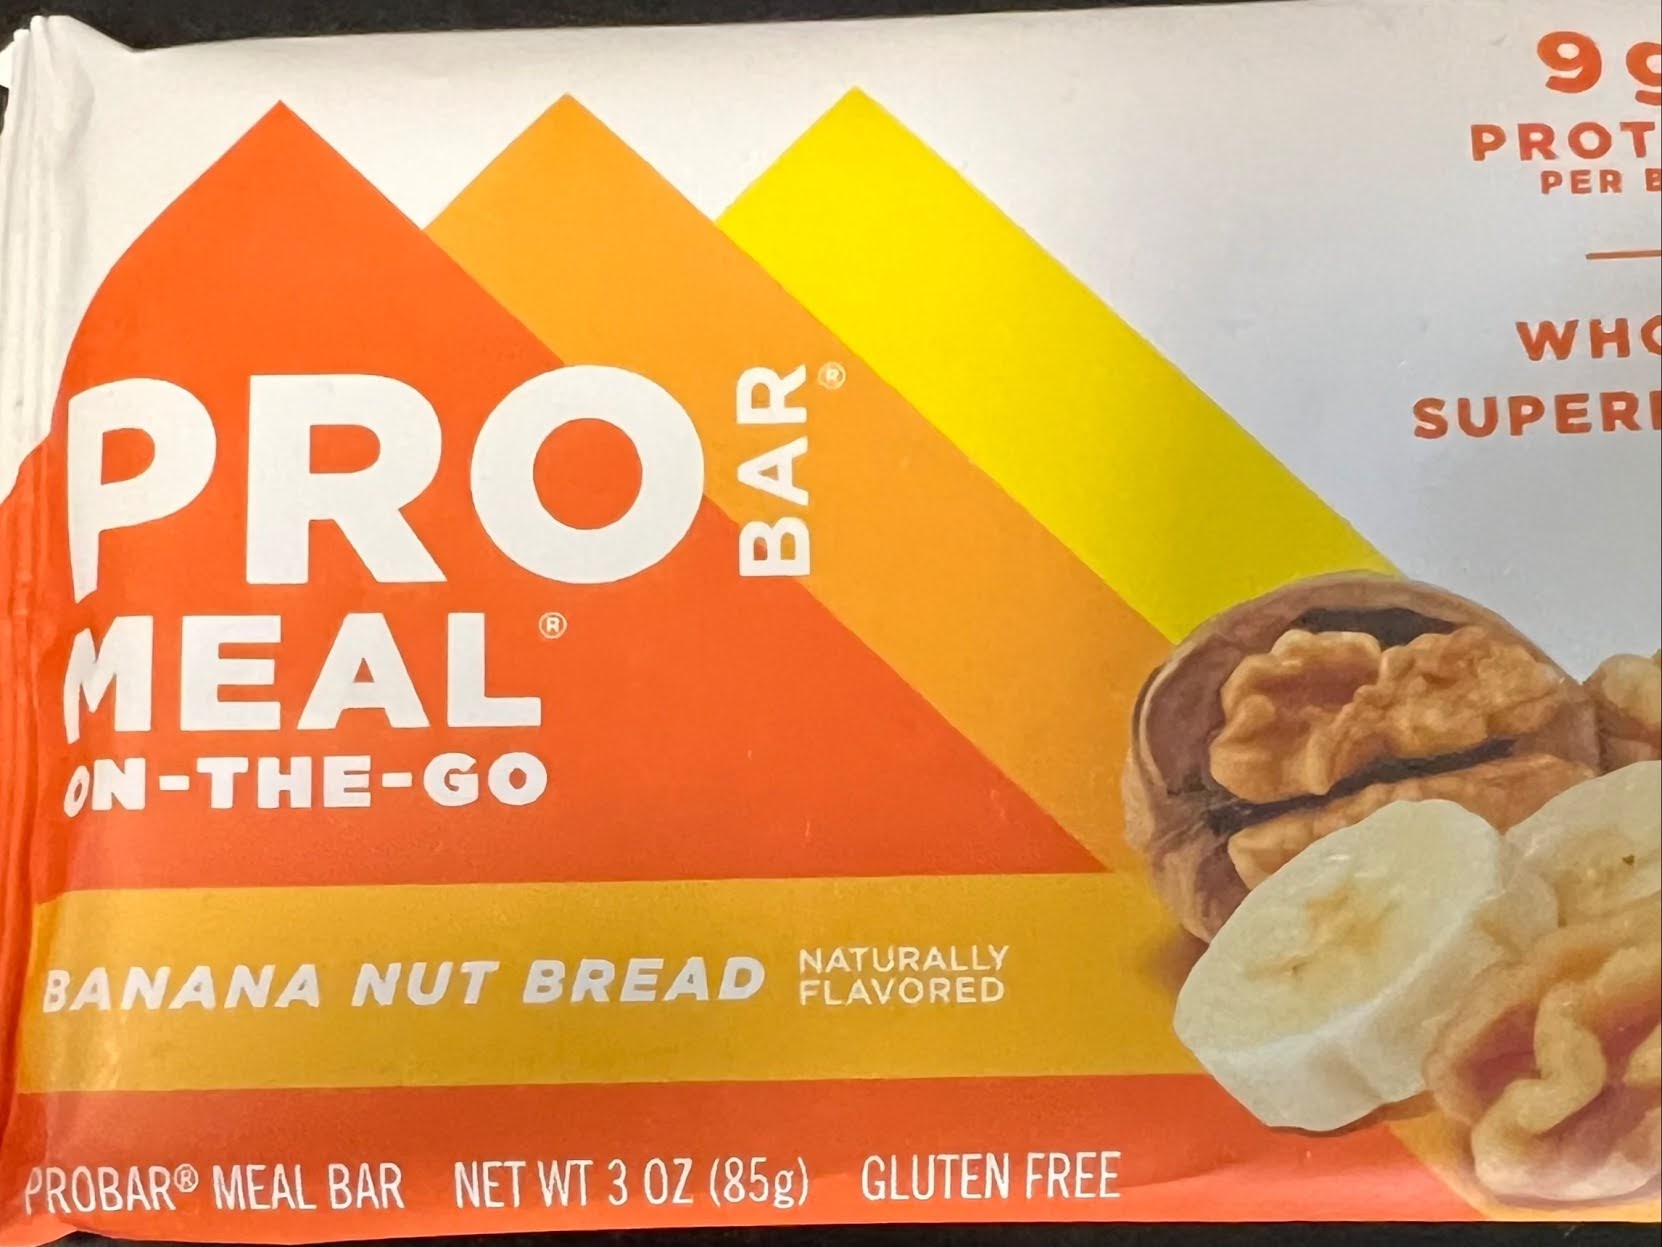 PRO
BAR®
MEAL®
ON-THE-GO
BANANA NUT BREAD
NATURALLY
FLAVORED
PROBAR® MEAL BAR NET WT 3 OZ (85g) GLUTEN FREE
9
PER